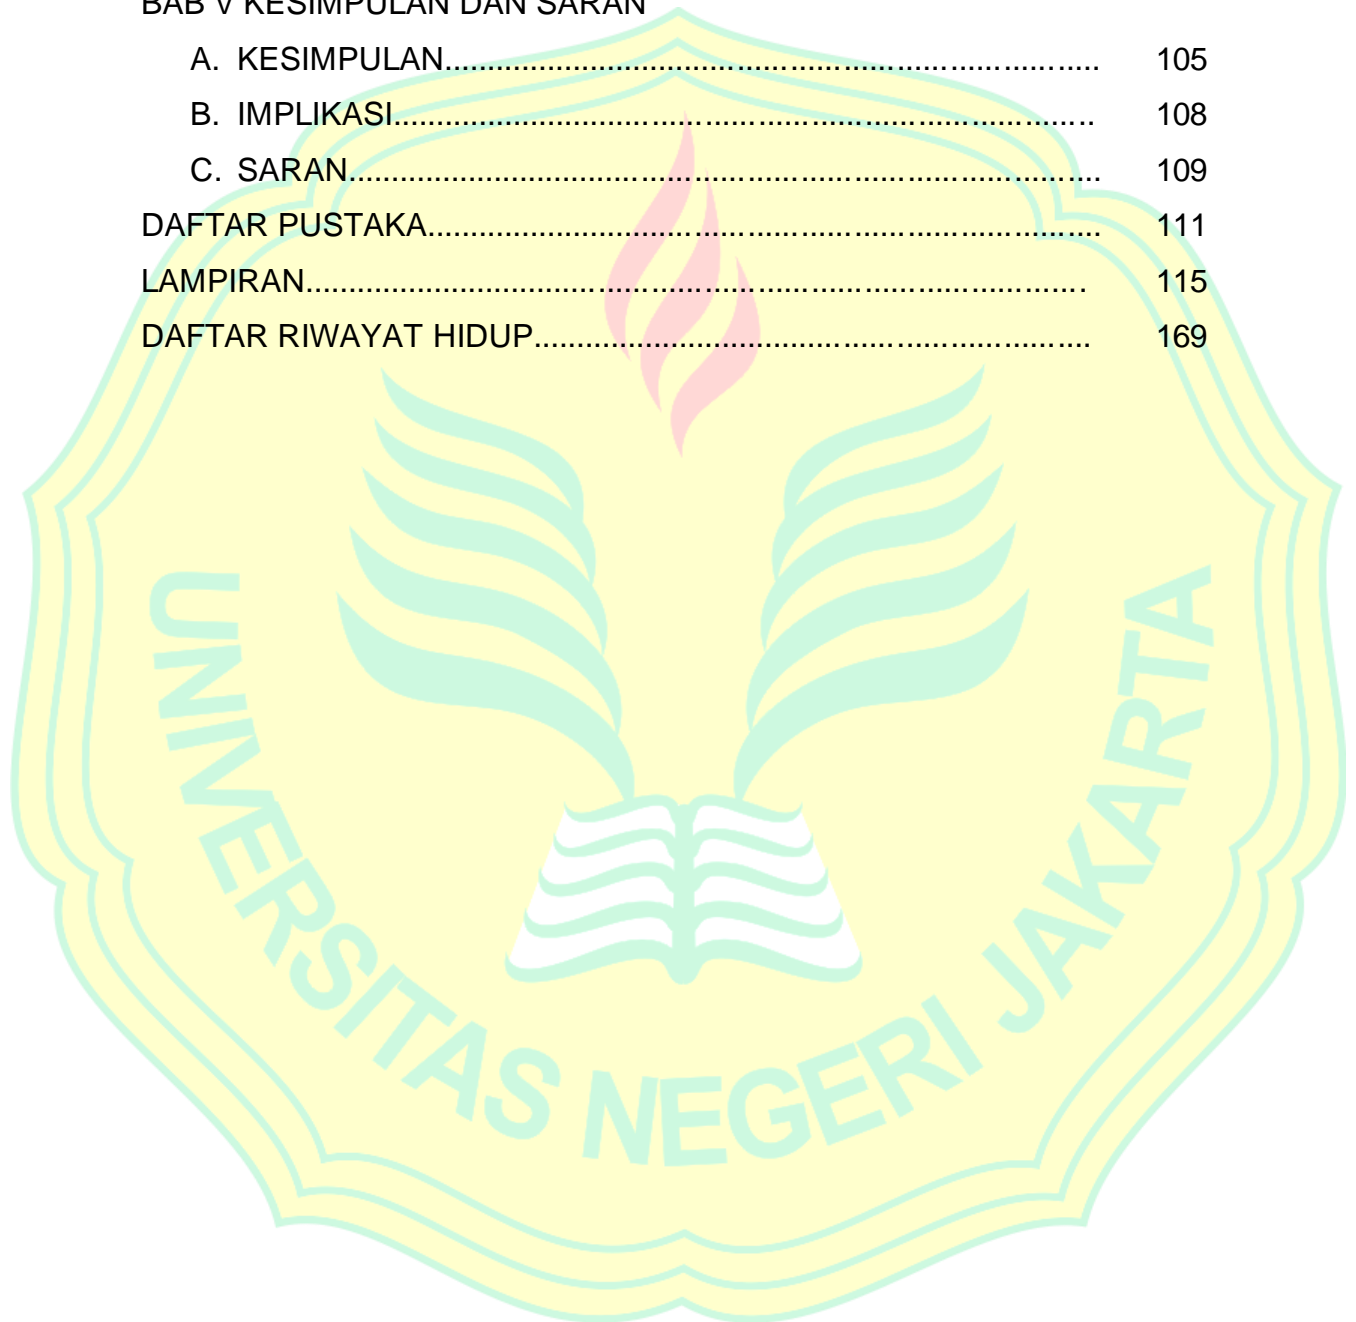 BAB V KESIMPULAN DAN SARAN
A. KESIMPULAN............................................................................ 105
B. IMPLIKASI.................................................................................. 108
C. SARAN........................................................................................ 109
DAFTAR PUSTAKA.............................................................................. 111
LAMPIRAN........................................................................................... 115
DAFTAR RIWAYAT HIDUP................................................................. 169
UNIVERSITAS NEGERI JAKARTA